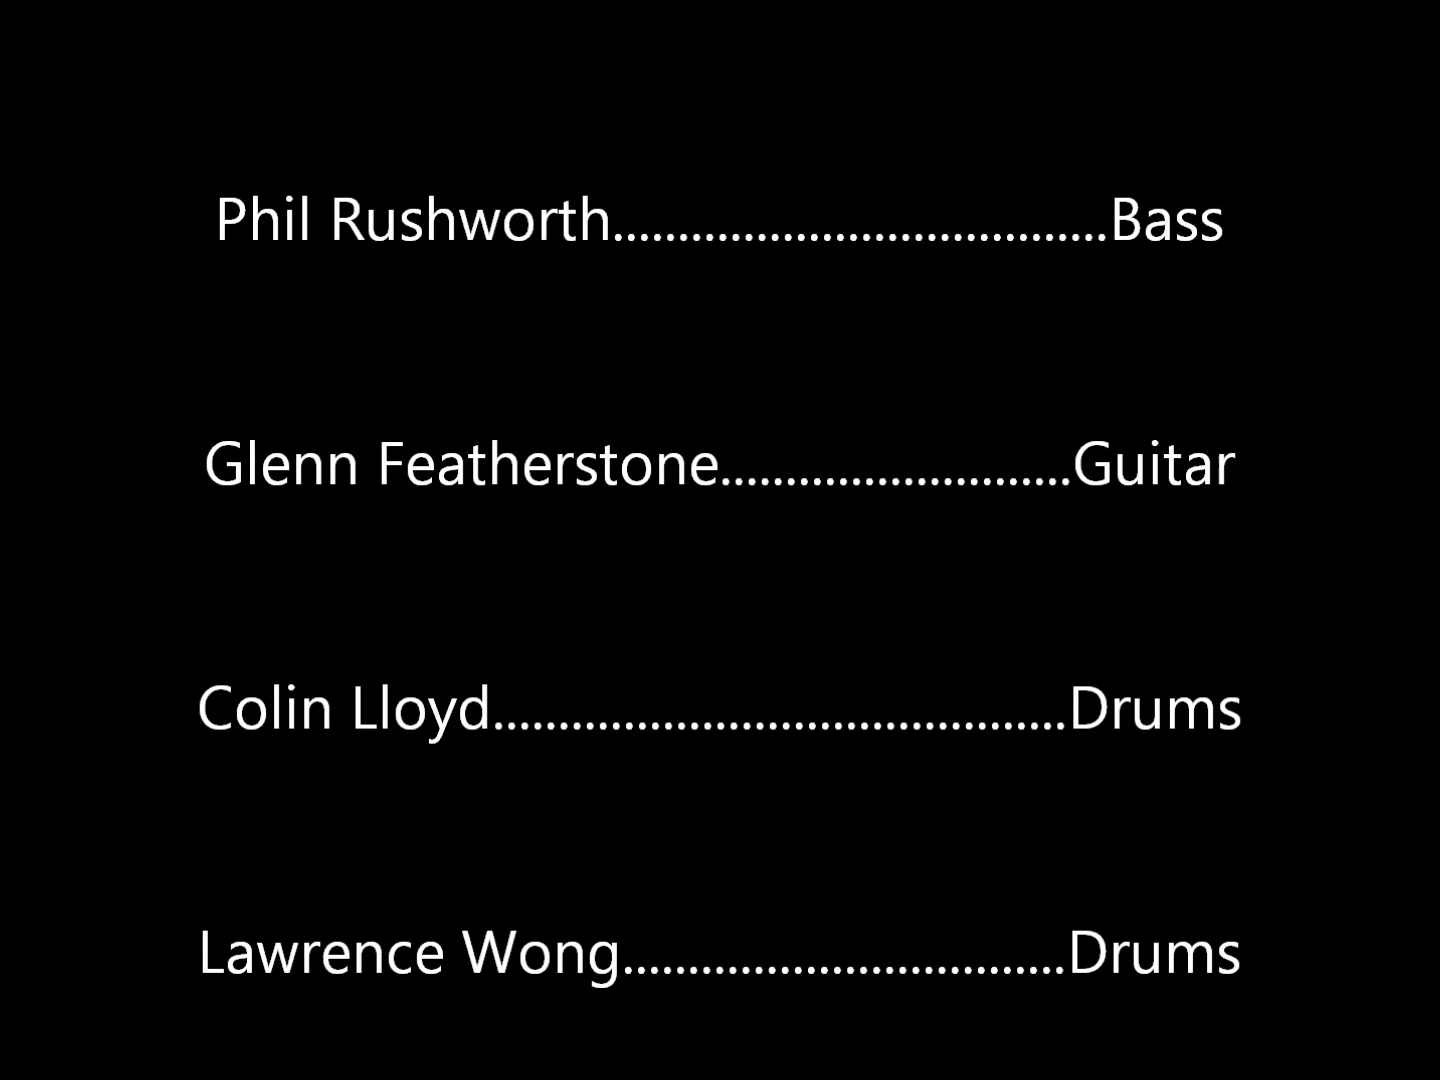 Phil Rushworth......................................Bass
Glenn Featherstone...........................Guitar
Colin Lloyd............................................Drums
Lawrence Wong..................................Drums